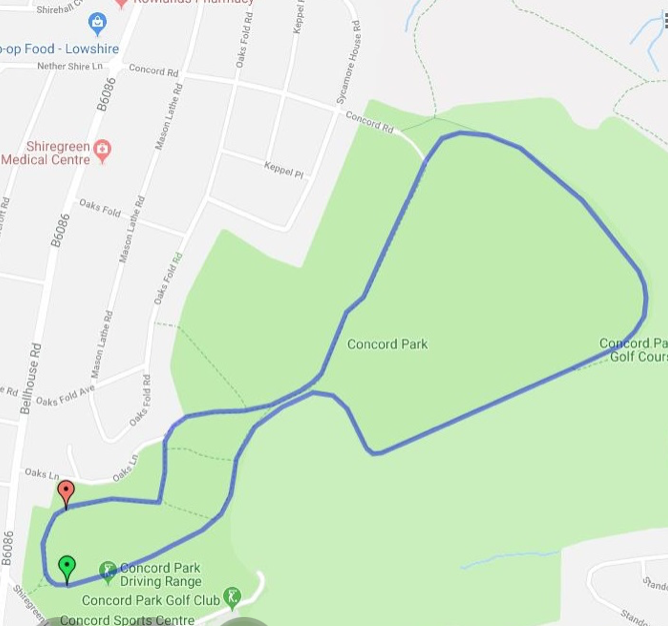 Shirehall C
Rowlands Pharmacy
o-op Food - Lowshire
Nether Shire Ln
Concord Rd
Oaks Fold Rd
Keppel F
Sycamore House Rd
B6086
Mason Lathe Rd
Concord Rd
Shiregreen
Medical Centre
Keppel Pl
Oaks Fold
B6086
Mason Lathe Rd
Oaks Fold Rd
Mason Lathe Rd
Concord Park
Concord Pa
Golf Cours
Bellhouse Rd
e Rd
Oaks Fold Ave
Oaks Fold Rd
Oaks Ln
Oaks Ln
B6086
Concord Park
Driving Range
Concord Park Golf Club
Concord Sports Centre
Shiregreen
Stando
Stand